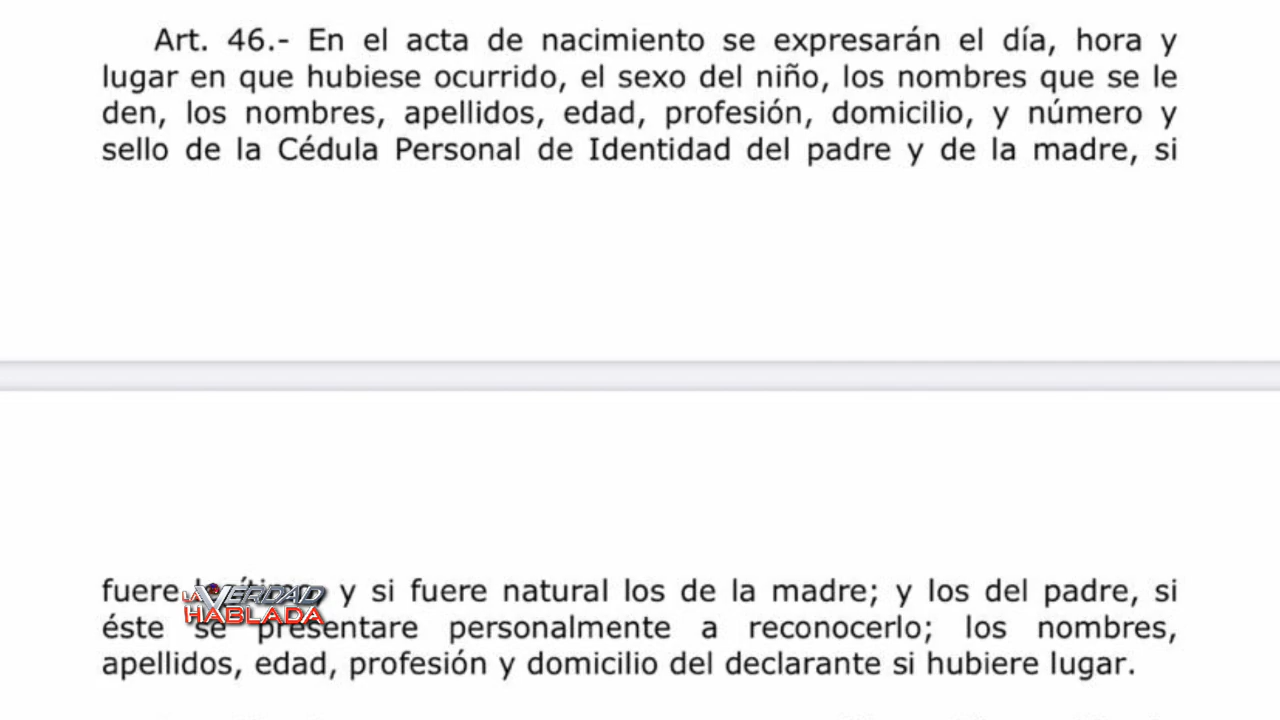 Art. 46.- En el acta de nacimiento se expresarán el día, hora y
lugar en que hubiese ocurrido, el sexo del niño, los nombres que se le
den, los nombres, apellidos, edad, profesión, domicilio, y número y
sello de la Cédula Personal de Identidad del padre y de la madre, si
fuere y si fuere natural los de la madre; y los del padre, si
LA VERDAD
HABLADA
éste se presentare personalmente a reconocerlo; los nombres,
apellidos, edad, profesión y domicilio del declarante si hubiere lugar.